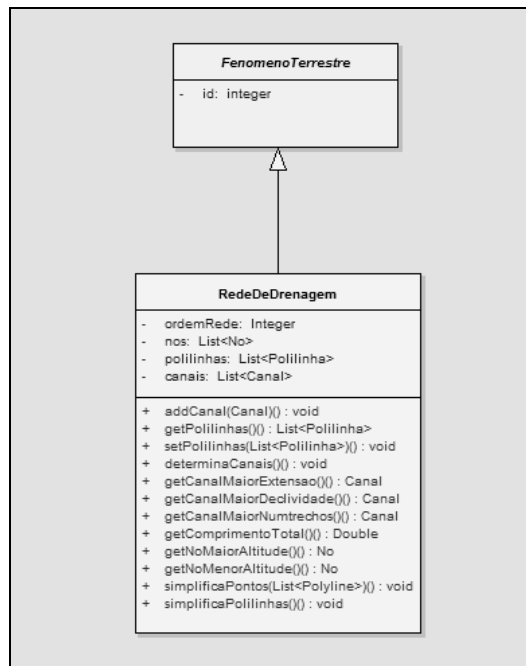 FenomenoTerrestre
- id: integer
RedeDeDrenagem
- ordemRede: Integer
- nos: List<No>
- polilinhas: List<Polilinha>
- canais: List<Canal>
+ addCanal(Canal)() : void
+ getPolilinhas()() : List<Polilinha>
+ setPolilinhas(List<Polilinha>)() : void
+ determinaCanais()() : void
+ getCanalMaiorExtensao()() : Canal
+ getCanalMaiorDeclividade()() : Canal
+ getCanalMaiorNumtrechos()() : Canal
+ getComprimentoTotal()() : Double
+ getNoMaiorAltitude()() : No
+ getNoMenorAltitude()() : No
+ simplificaPontos(List<Polyline>)() : void
+ simplificaPolilinhas()() : void